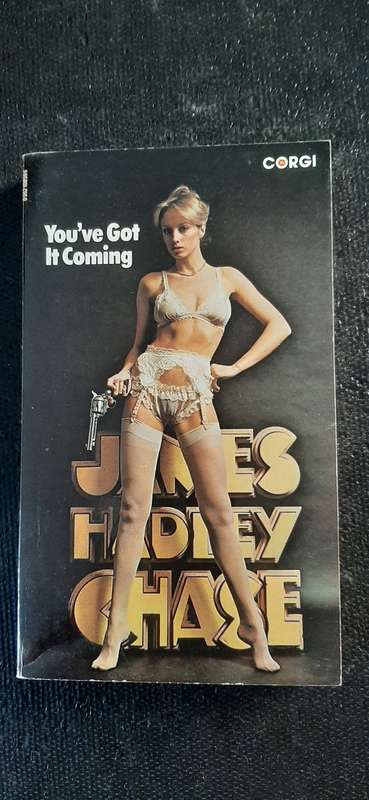 CORGI
You've Got
It Coming
JAMES
HADLEY
CHASE